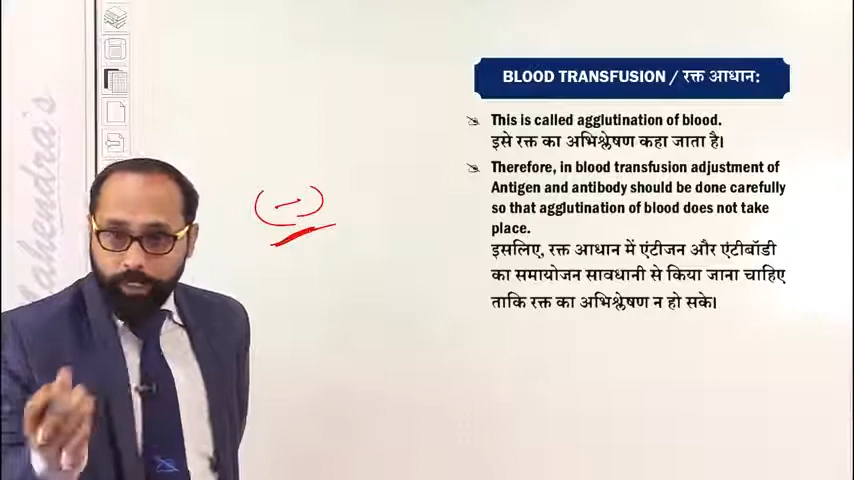 BLOOD TRANSFUSION / रक्त आधान:
This is called agglutination of blood.
इसे रक्त का अभिश्लेषण कहा जाता है।
Therefore, in blood transfusion adjustment of
Antigen and antibody should be done carefully
so that agglutination of blood does not take
place.
इसलिए, रक्त आधान में एंटीजन और एंटीबॉडी
का समायोजन सावधानी से किया जाना चाहिए
ताकि रक्त का अभिश्लेषण न हो सके।
(-)
ahendra's